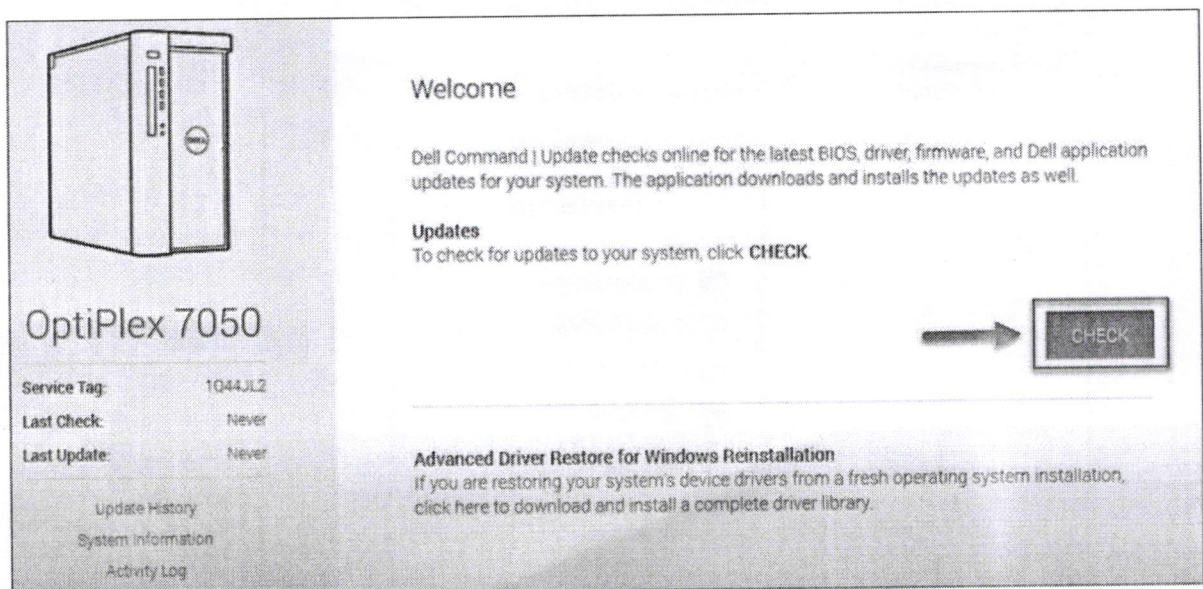 DELL
OptiPlex 7050
Service Tag: 1Q44JL2
Last Check: Never
Last Update: Never
Update History
System Information
Activity Log
Welcome
Dell Command | Update checks online for the latest BIOS, driver, firmware, and Dell application
updates for your system. The application downloads and installs the updates as well.
Updates
To check for updates to your system, click CHECK.
CHECK
Advanced Driver Restore for Windows Reinstallation
If you are restoring your system's device drivers from a fresh operating system installation,
click here to download and install a complete driver library.